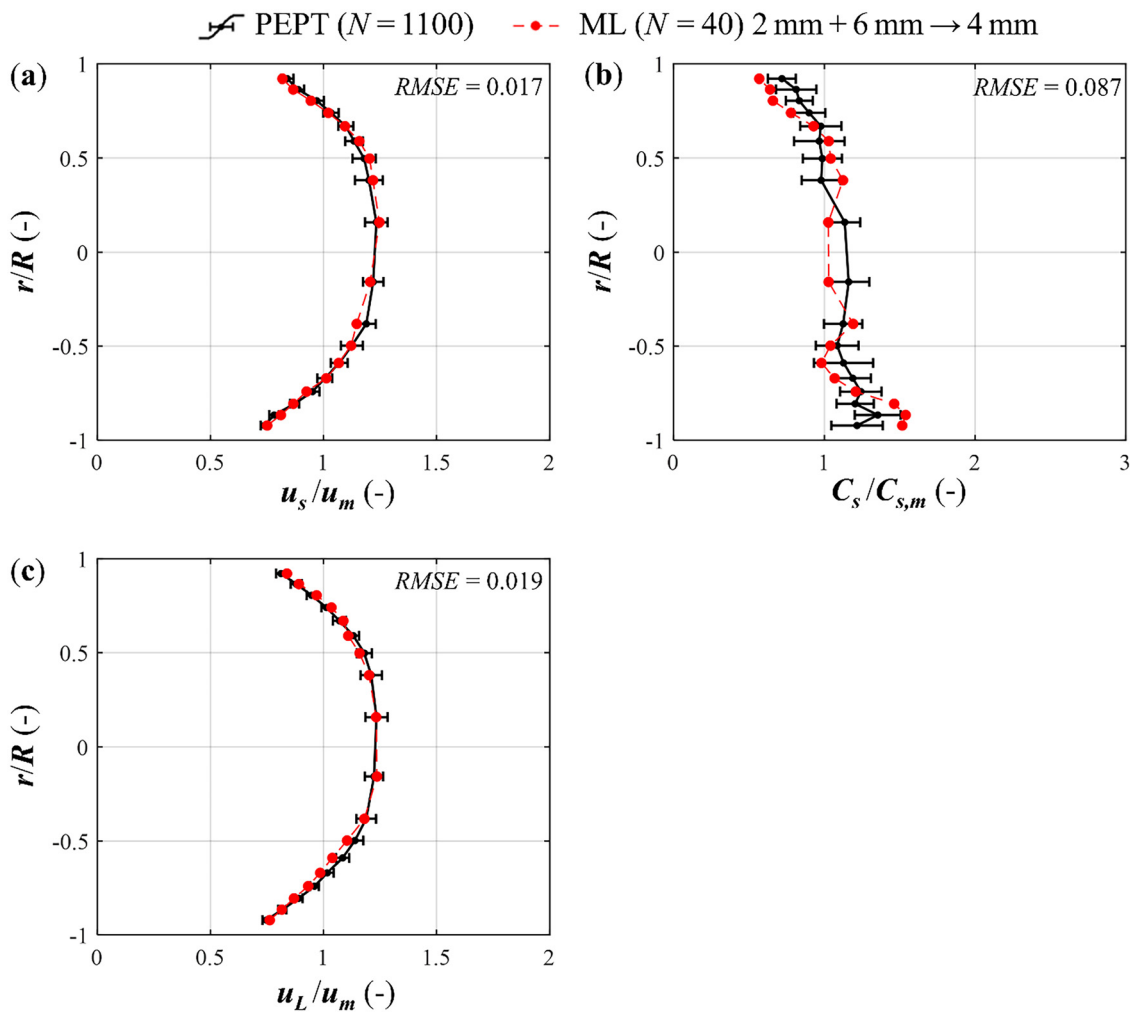 PEPT (N = 1100) ML (N = 40) 2 mm + 6 mm → 4 mm
(a)
RMSE = 0.017
1
0.5
0
-0.5
-1
r/R (-)
0 0.5 1 1.5 2
us/um (-)
(b)
RMSE = 0.087
1
0.5
0
-0.5
-1
r/R (-)
0 1 2 3
Cs/Cs,m (-)
(c)
RMSE = 0.019
1
0.5
0
-0.5
-1
r/R (-)
0 0.5 1 1.5 2
uL/um (-)